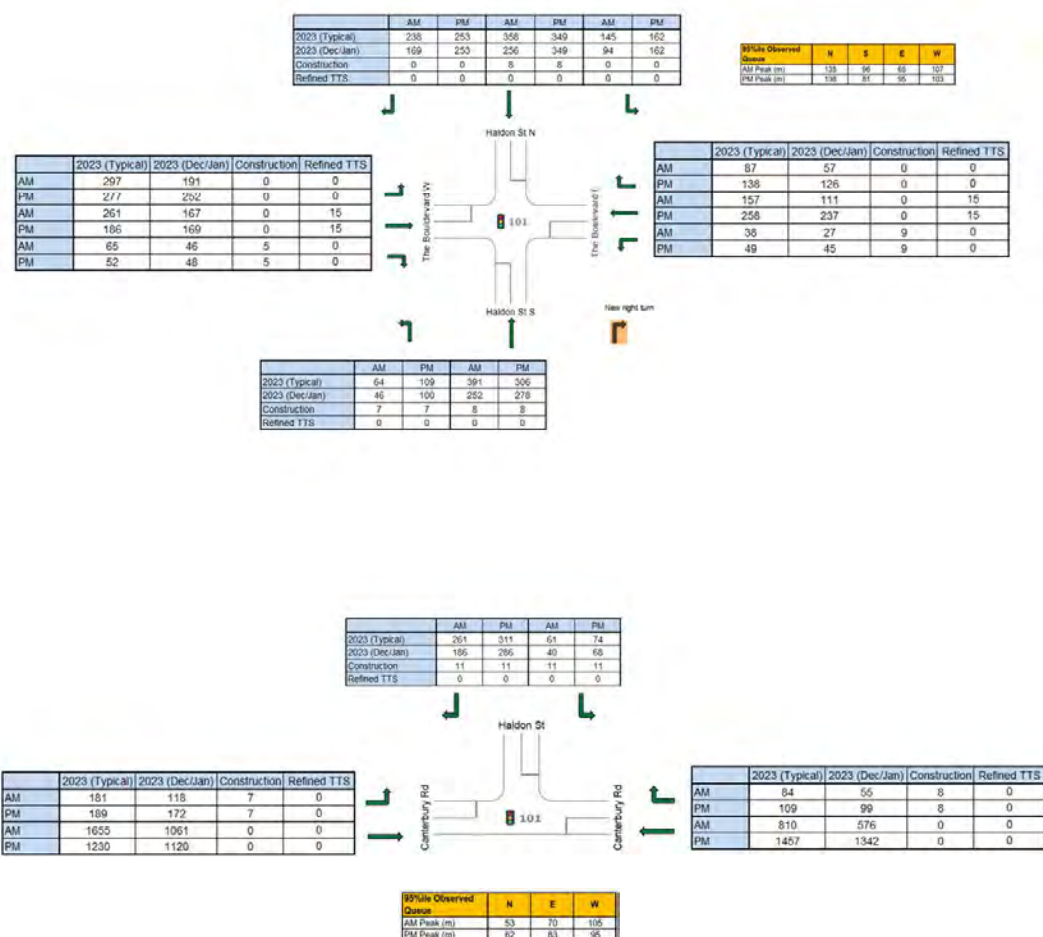 AM PM AM PM AM PM
2023 (Typical) 238 253 358 349 145 162
2023 (Dec/Jan) 169 253 256 349 94 162
Construction 0 0 8 8 0 0
Refined TTS 0 0 0 0 0 0
95%ile Observed Queue N S E W
AM Peak (m) 135 96 65 107
PM Peak (m) 138 81 95 103
Haldon St N
2023 (Typical) 2023 (Dec/Jan) Construction Refined TTS
AM 297 191 0 0
PM 277 252 0 0
AM 261 167 0 15
PM 186 169 0 15
AM 65 46 5 0
PM 52 48 5 0
The Bouldevard W
101
The Bouldevard E
2023 (Typical) 2023 (Dec/Jan) Construction Refined TTS
AM 87 57 0 0
PM 138 126 0 0
AM 157 111 0 15
PM 258 237 0 15
AM 38 27 9 0
PM 49 45 9 0
Haldon St S
New right turn
AM PM AM PM
2023 (Typical) 64 109 391 306
2023 (Dec/Jan) 46 100 252 278
Construction 7 7 8 8
Refined TTS 0 0 0 0
AM PM AM PM
2023 (Typical) 261 311 61 74
2023 (Dec/Jan) 186 286 40 68
Construction 11 11 11 11
Refined TTS 0 0 0 0
Haldon St
2023 (Typical) 2023 (Dec/Jan) Construction Refined TTS
AM 181 118 7 0
PM 189 172 7 0
AM 1655 1061 0 0
PM 1230 1120 0 0
Canterbury Rd
101
Canterbury Rd
2023 (Typical) 2023 (Dec/Jan) Construction Refined TTS
AM 84 55 8 0
PM 109 99 8 0
AM 810 576 0 0
PM 1457 1342 0 0
95%ile Observed Queue N E W
AM Peak (m) 53 70 105
PM Peak (m) 62 83 95